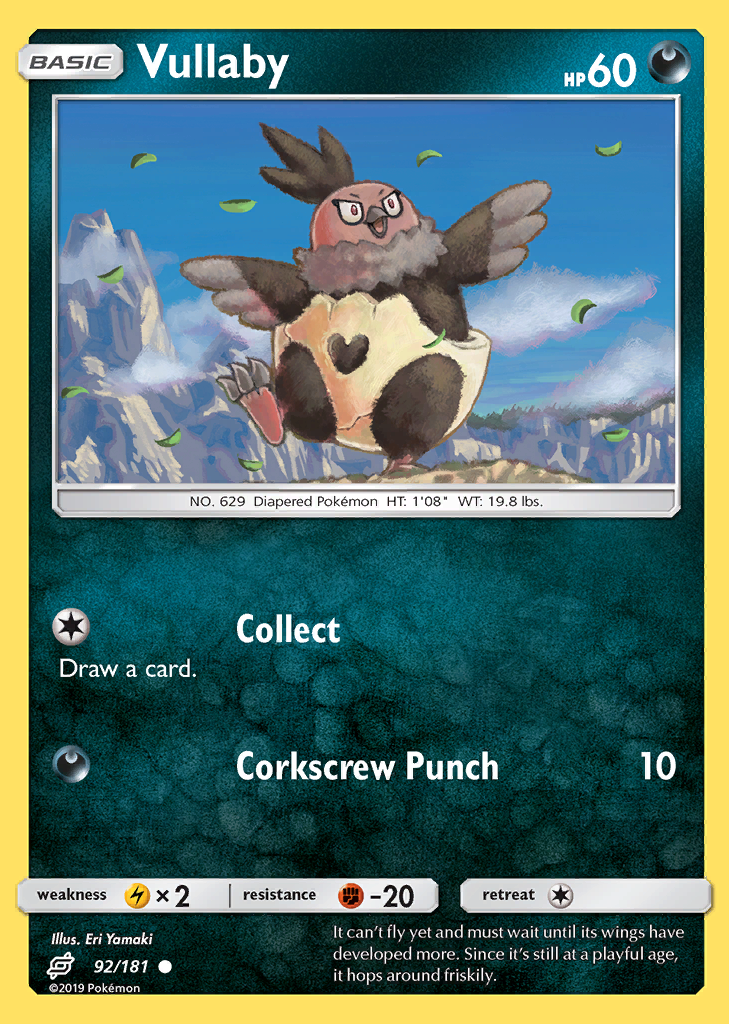 BASIC Vullaby HP60
NO. 629 Diapered Pokémon HT: 1'08" WT: 19.8 lbs.
Collect
Draw a card.
Corkscrew Punch 10
weakness ×2 resistance -20 retreat
Illus. Eri Yamaki
92/181
©2019 Pokémon
It can't fly yet and must wait until its wings have
developed more. Since it's still at a playful age,
it hops around friskily.